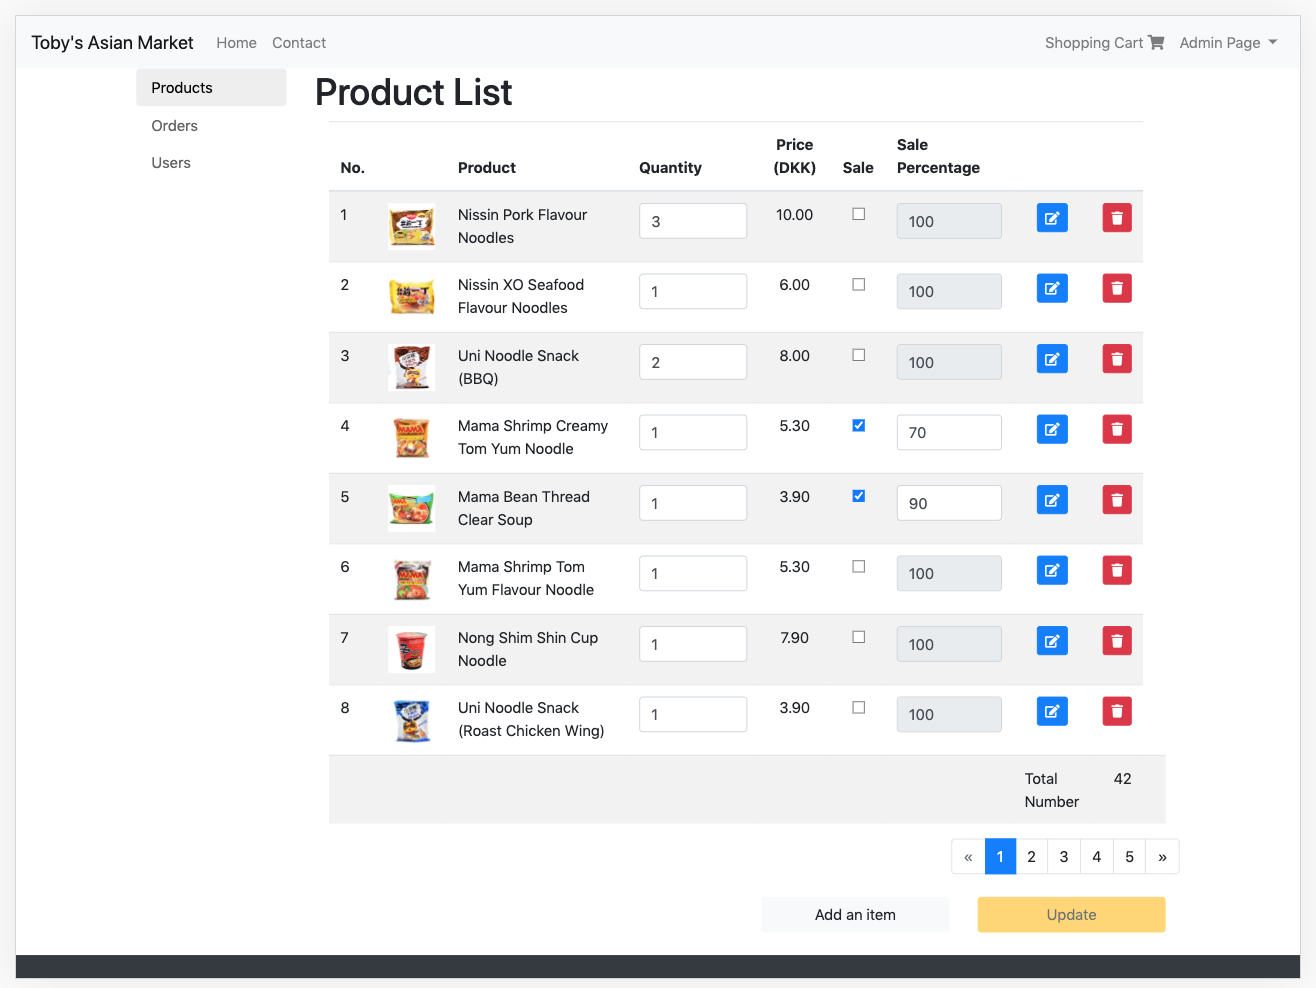 Toby's Asian Market Home Contact Shopping Cart Admin Page
Products
Orders
Users
Product List
No. Product Quantity Price (DKK) Sale Sale Percentage
1 Nissin Pork Flavour Noodles 3 10.00 100
2 Nissin XO Seafood Flavour Noodles 1 6.00 100
3 Uni Noodle Snack (BBQ) 2 8.00 100
4 Mama Shrimp Creamy Tom Yum Noodle 1 5.30 70
5 Mama Bean Thread Clear Soup 1 3.90 90
6 Mama Shrimp Tom Yum Flavour Noodle 1 5.30 100
7 Nong Shim Shin Cup Noodle 1 7.90 100
8 Uni Noodle Snack (Roast Chicken Wing) 1 3.90 100
Total Number 42
« 1 2 3 4 5 »
Add an item Update